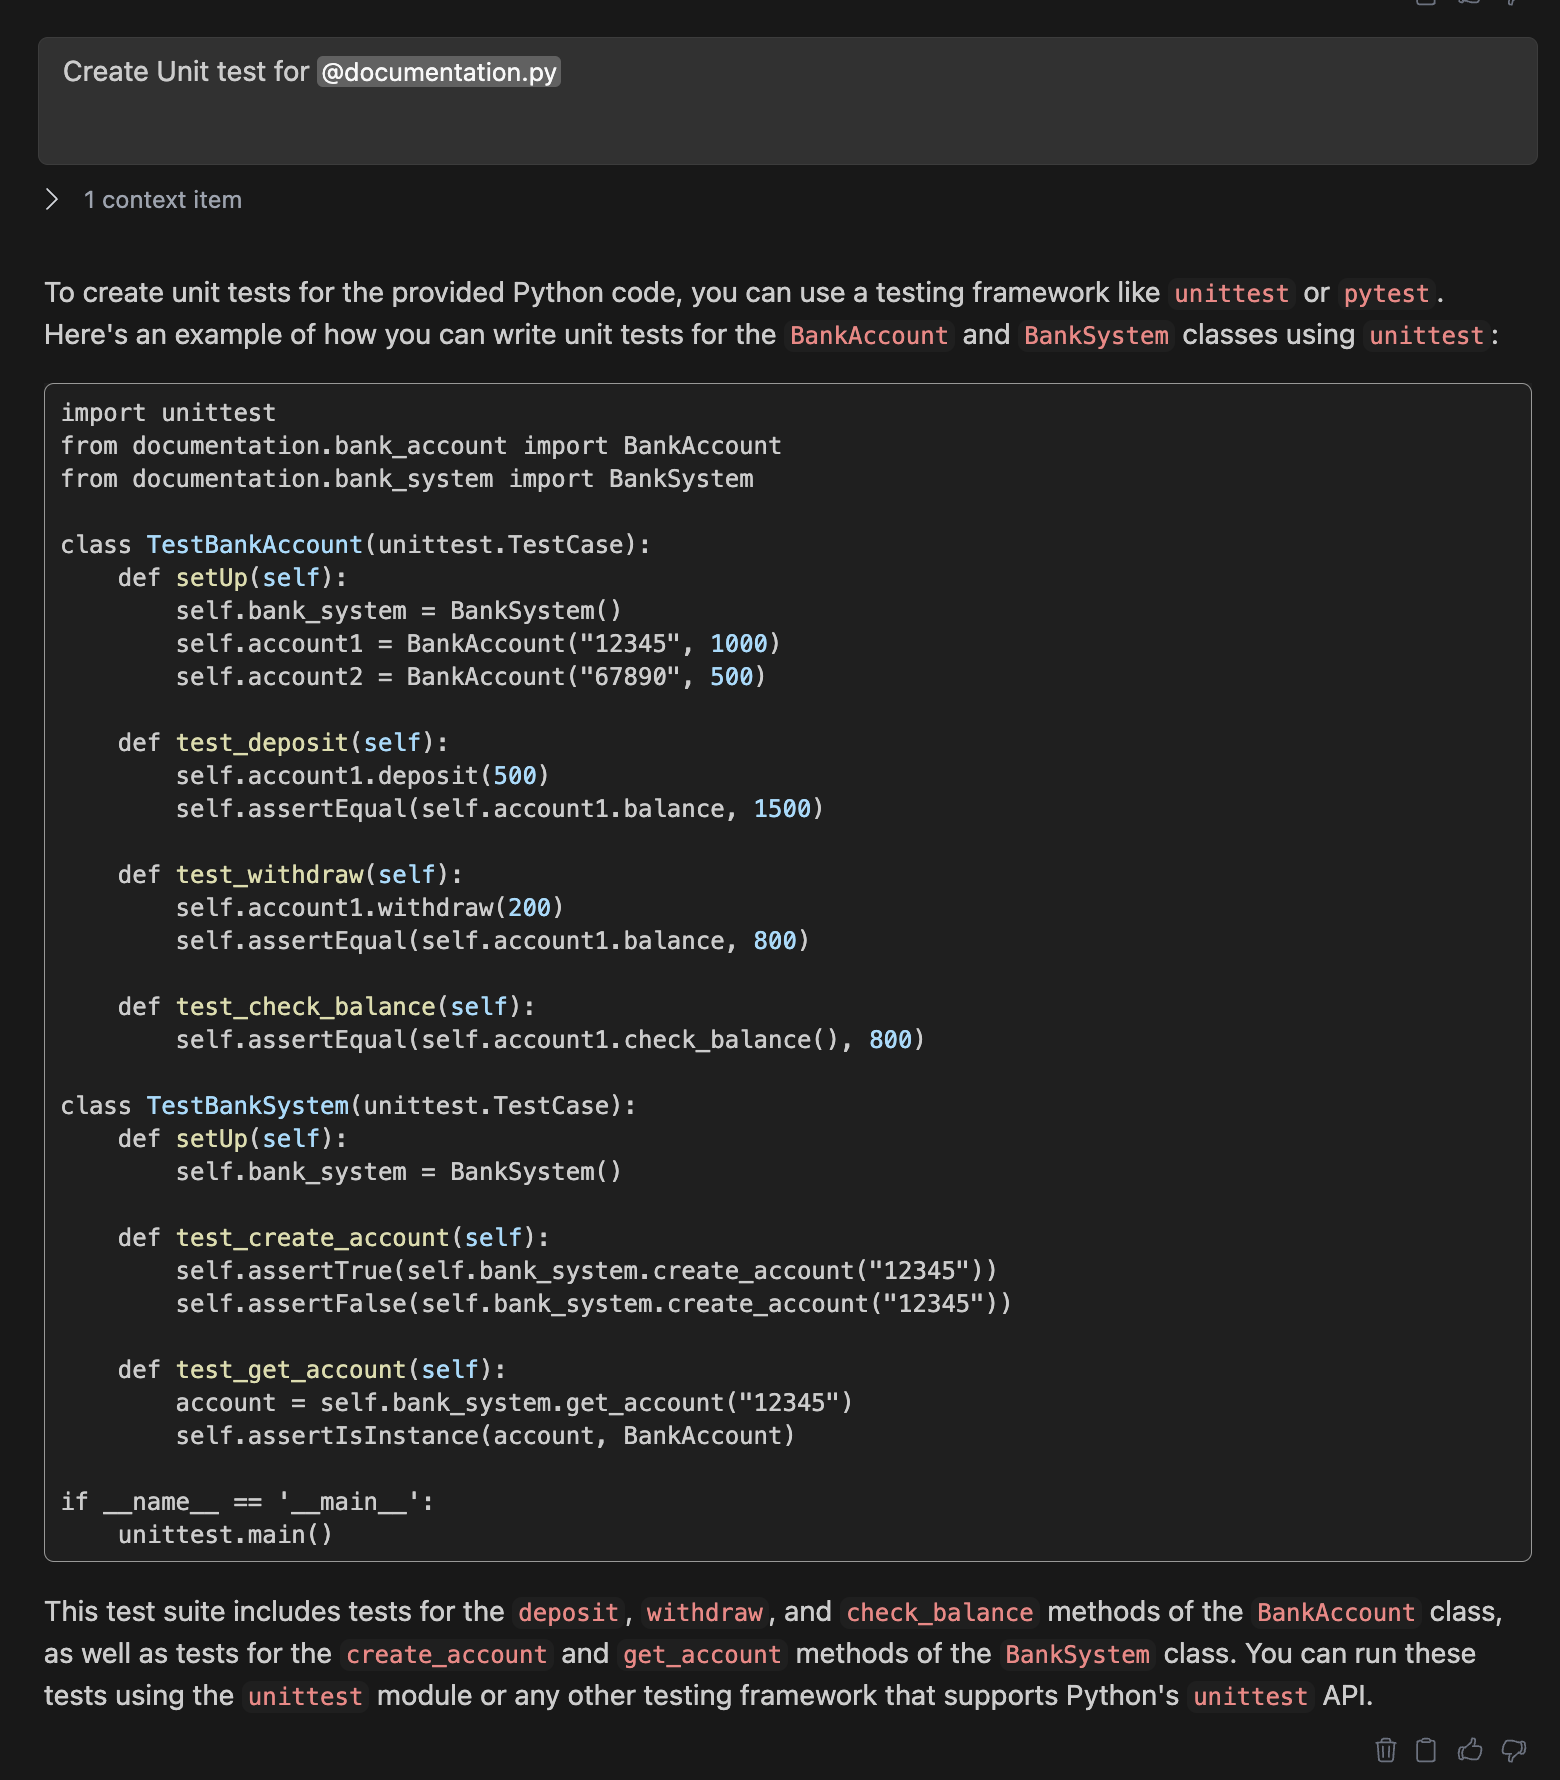 Create Unit test for @documentation.py
1 context item
To create unit tests for the provided Python code, you can use a testing framework like unittest or pytest.
Here's an example of how you can write unit tests for the BankAccount and BankSystem classes using unittest:
import unittest
from documentation.bank_account import BankAccount
from documentation.bank_system import BankSystem

class TestBankAccount(unittest.TestCase):
    def setUp(self):
        self.bank_system = BankSystem()
        self.account1 = BankAccount("12345", 1000)
        self.account2 = BankAccount("67890", 500)

    def test_deposit(self):
        self.account1.deposit(500)
        self.assertEqual(self.account1.balance, 1500)

    def test_withdraw(self):
        self.account1.withdraw(200)
        self.assertEqual(self.account1.balance, 800)

    def test_check_balance(self):
        self.assertEqual(self.account1.check_balance(), 800)

class TestBankSystem(unittest.TestCase):
    def setUp(self):
        self.bank_system = BankSystem()

    def test_create_account(self):
        self.assertTrue(self.bank_system.create_account("12345"))
        self.assertFalse(self.bank_system.create_account("12345"))

    def test_get_account(self):
        account = self.bank_system.get_account("12345")
        self.assertIsInstance(account, BankAccount)

if __name__ == '__main__':
    unittest.main()
This test suite includes tests for the deposit, withdraw, and check_balance methods of the BankAccount class,
as well as tests for the create_account and get_account methods of the BankSystem class. You can run these
tests using the unittest module or any other testing framework that supports Python's unittest API.